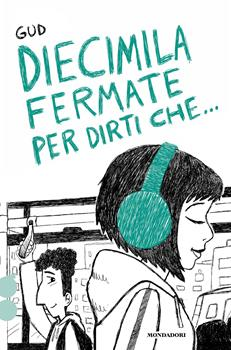 GUD
DIECIMILA
FERMATE
PER DIRTI CHE...
MONDADORI